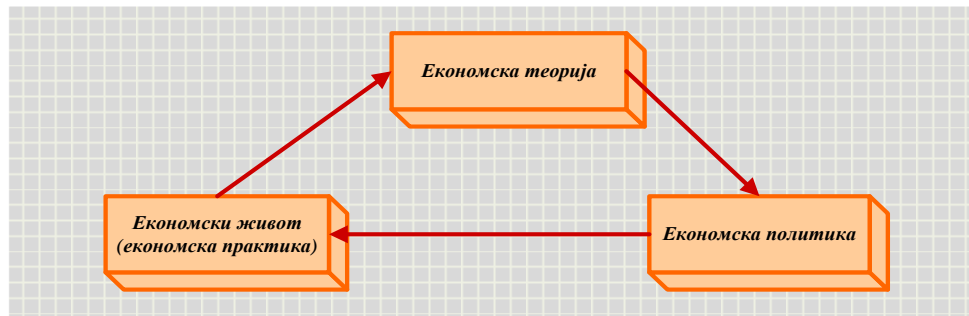 Економска теорија
Економски живот
(економска практика)
Економска политика